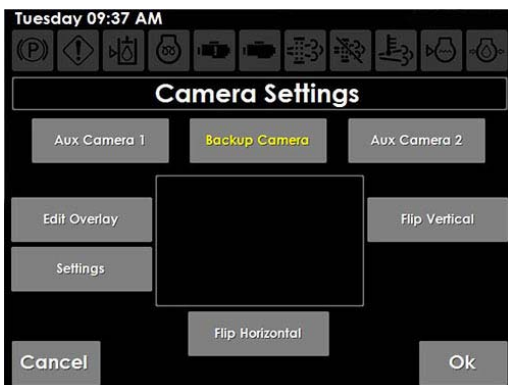 Tuesday 09:37 AM
(P)
Camera Settings
Aux Camera 1
Backup Camera
Aux Camera 2
Edit Overlay
Flip Vertical
Settings
Flip Horizontal
Cancel
Ok